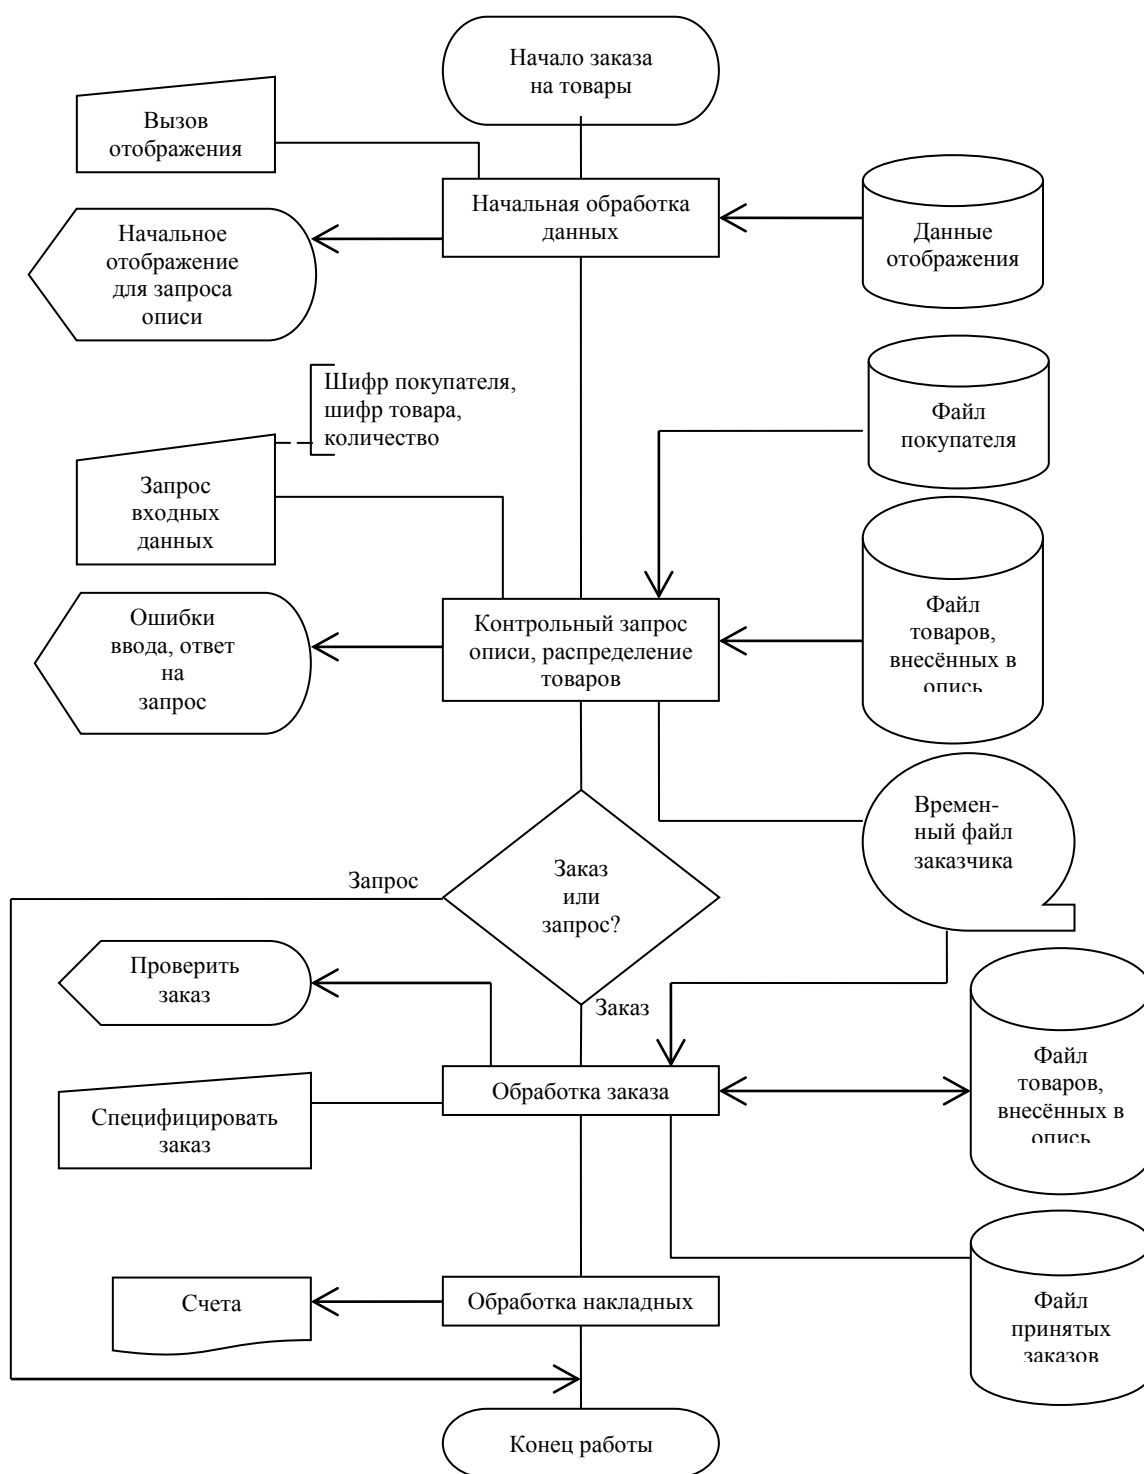 Начало заказа
на товары
Вызов
отображения
Начальная обработка
данных
Данные
отображения
Начальное
отображение
для запроса
описи
Шифр покупателя,
шифр товара,
количество
Файл
покупателя
Запрос
входных
данных
Файл
товаров,
внесённых в
опись
Ошибки
ввода, ответ
на
запрос
Контрольный запрос
описи, распределение
товаров
Времен-
ный файл
заказчика
Заказ
или
запрос?
Запрос
Заказ
Проверить
заказ
Файл
товаров,
внесённых в
опись
Обработка заказа
Специфицировать
заказ
Счета
Обработка накладных
Файл
принятых
заказов
Конец работы